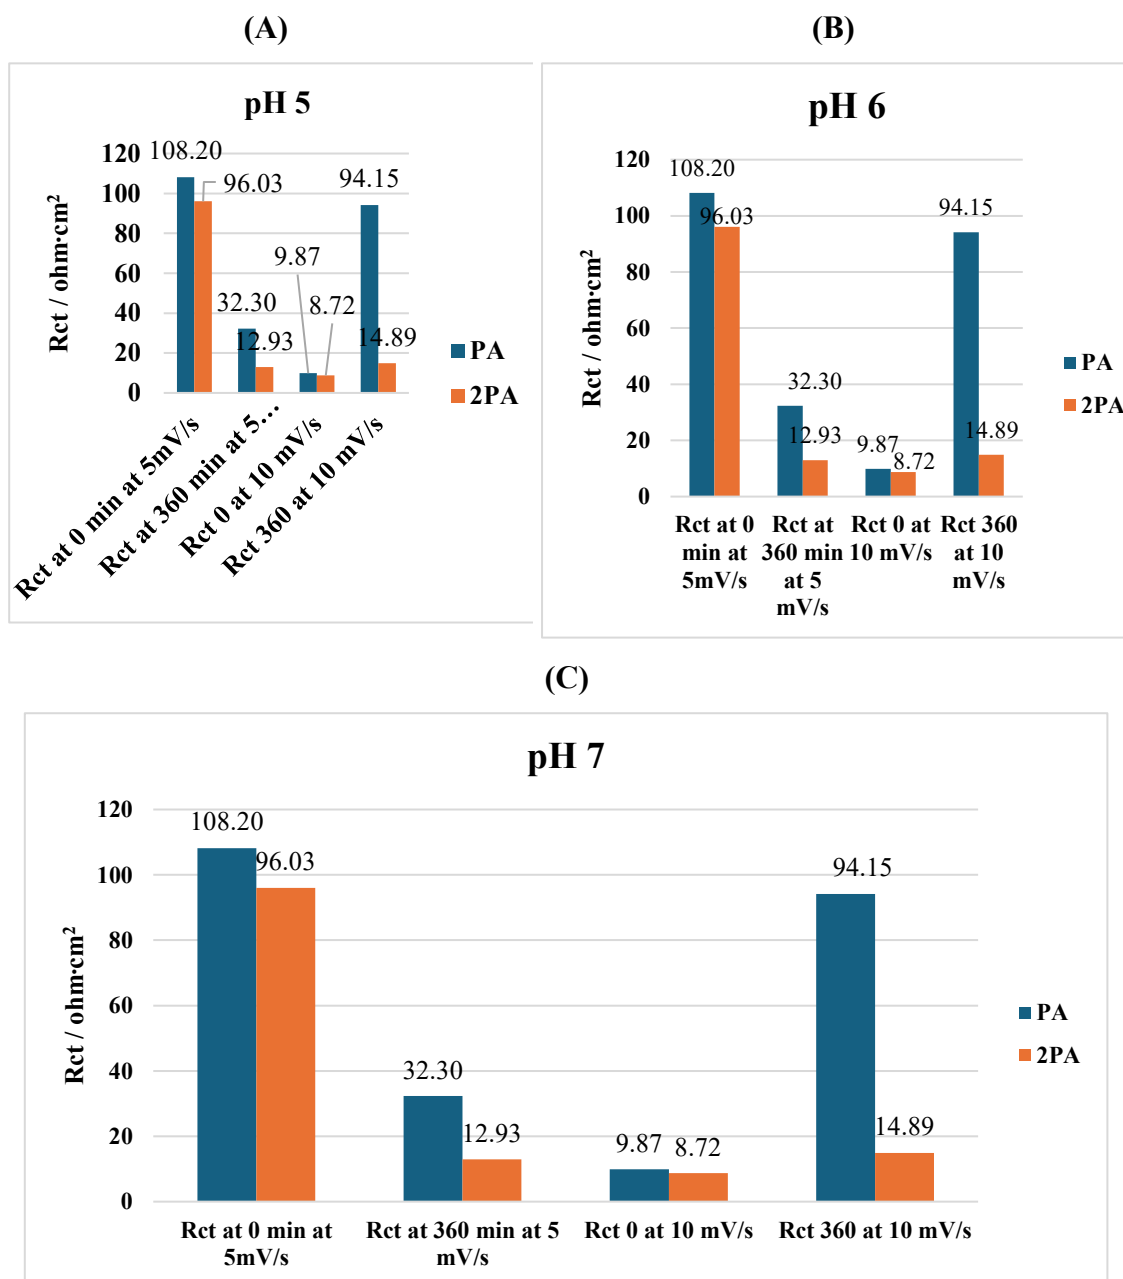 (A)
pH 5
Rct / ohm·cm²
120
100
80
60
40
20
0
108.20
96.03
32.30
12.93
9.87
8.72
94.15
14.89
Rct at 0 min at 5mV/s
Rct at 360 min at 5…
Rct 0 at 10 mV/s
Rct 360 at 10 mV/s
PA
2PA
(B)
pH 6
Rct / ohm·cm²
120
100
80
60
40
20
0
108.20
96.03
32.30
12.93
9.87
8.72
94.15
14.89
Rct at 0
min at
5mV/s
Rct at
360 min
at 5
mV/s
Rct 0 at
10 mV/s
Rct 360
at 10
mV/s
PA
2PA
(C)
pH 7
Rct / ohm·cm²
120
100
80
60
40
20
0
108.20
96.03
32.30
12.93
9.87
8.72
94.15
14.89
Rct at 0 min at
5mV/s
Rct at 360 min at 5
mV/s
Rct 0 at 10 mV/s
Rct 360 at 10 mV/s
PA
2PA